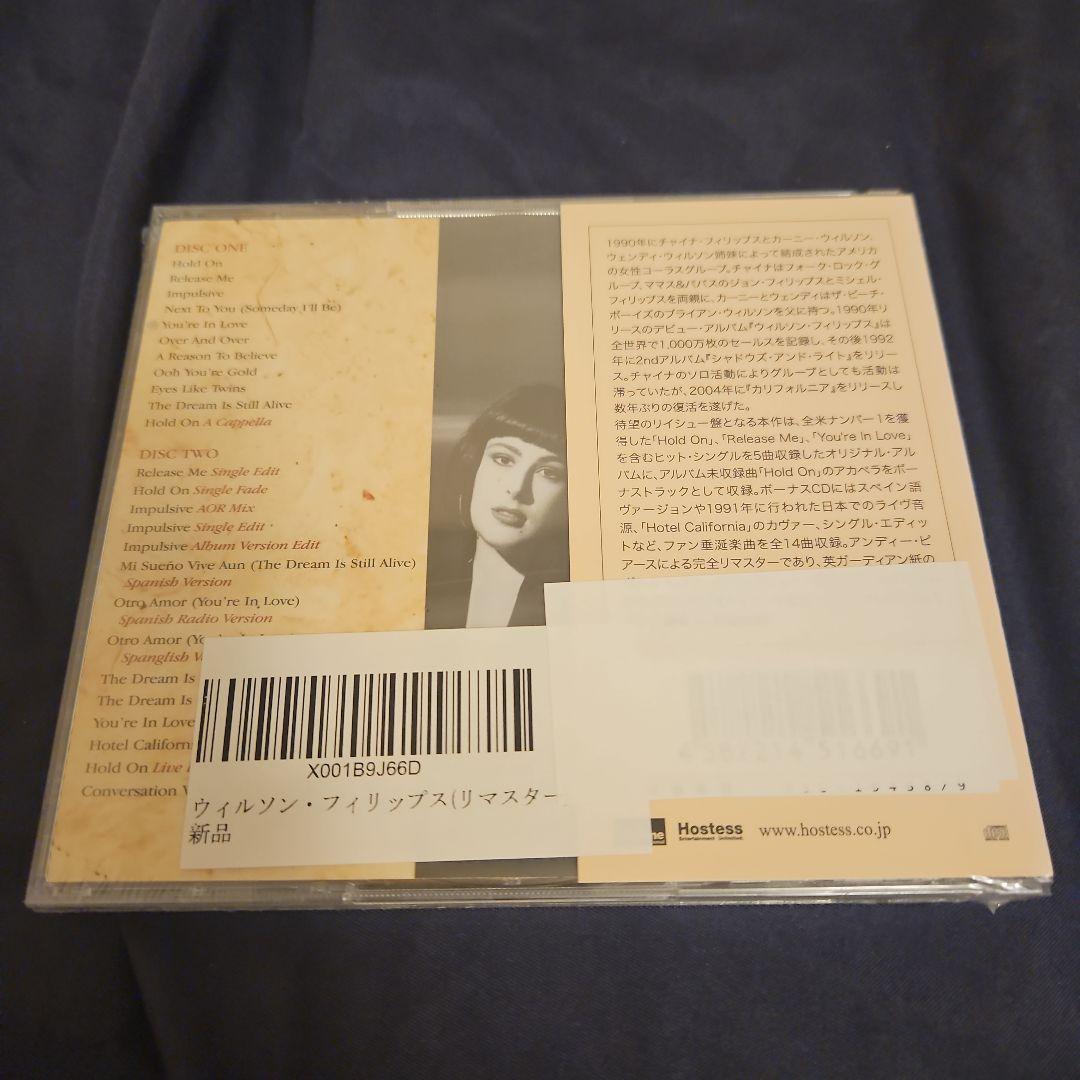 DISC ONE
Hold On
Release Me
Impulsive
Next To You (Someday I'll Be)
You're In Love
Over And Over
A Reason To Believe
Ooh You're Gold
Eyes Like Twins
The Dream Is Still Alive
Hold On A Cappella
DISC TWO
Release Me Single Edit
Hold On Single Fade
Impulsive AOR Mix
Impulsive Single Edit
Impulsive Album Version Edit
Mi Sueño Vive Aun (The Dream Is Still Alive)
Spanish Version
Otro Amor (You're In Love)
Spanish Radio Version
Otro Amor
Spanglish
The Dream Is
The Dream Is
You're In Love
Hotel Californi
Hold On Live
Conversation
1990年にチャイナ・フィリップスとカーニー・ウィルソン、
ウェンディ・ウィルソン姉妹によって結成されたアメリカ
の女性コーラスグループ。チャイナはフォーク・ロック・グ
ループ、ママス&パパスのジョン・フィリップスとミシェル・
フィリップスを両親に、カーニーとウェンディはザ・ビーチ・
ボーイズのブライアン・ウィルソンを父に持つ。1990年リ
リースのデビュー・アルバム『ウィルソン・フィリップス』は
全世界で1,000万枚のセールスを記録し、その後1992
年に2ndアルバム『シャドウズ・アンド・ライト』をリリー
ス。チャイナのソロ活動によりグループとしても活動は
滞っていたが、2004年に『カリフォルニア』をリリースし
数年ぶりの復活を遂げた。
待望のリイシュー盤となる本作は、全米ナンバー1を獲
得した「Hold On」、「Release Me」、「You're In Love」
を含むヒット・シングルを5曲収録したオリジナル・アル
バムに、アルバム未収録曲「Hold On」のアカペラをボー
ナストラックとして収録。ボーナスCDにはスペイン語
ヴァージョンや1991年に行われた日本でのライヴ音
源、「Hotel California」のカヴァー、シングル・エディッ
トなど、ファン垂涎楽曲を全14曲収録。アンディー・ピ
アースによる完全リマスターであり、英ガーディアン紙の
X001B9J66D
ウィルソン・フィリップス(リマスター
新品
Hostess
Entertainment Unlimited.
www.hostess.co.jp